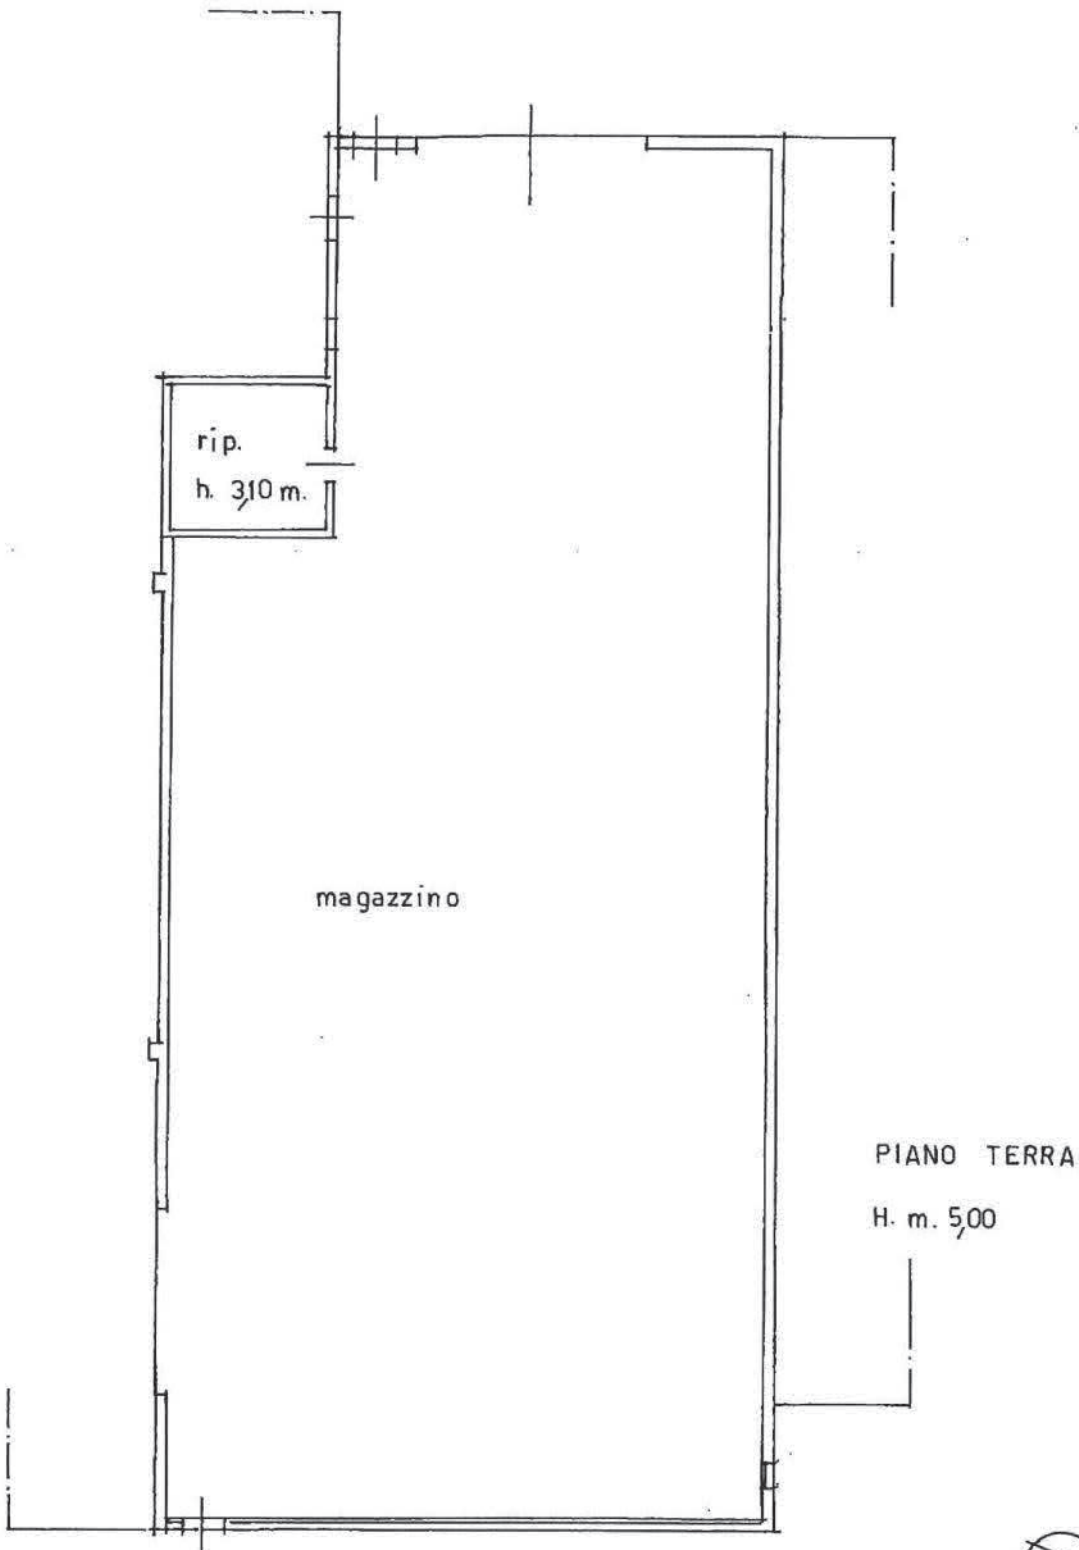 rip.
h. 3,10 m.
magazzino
PIANO TERRA
H. m. 5,00